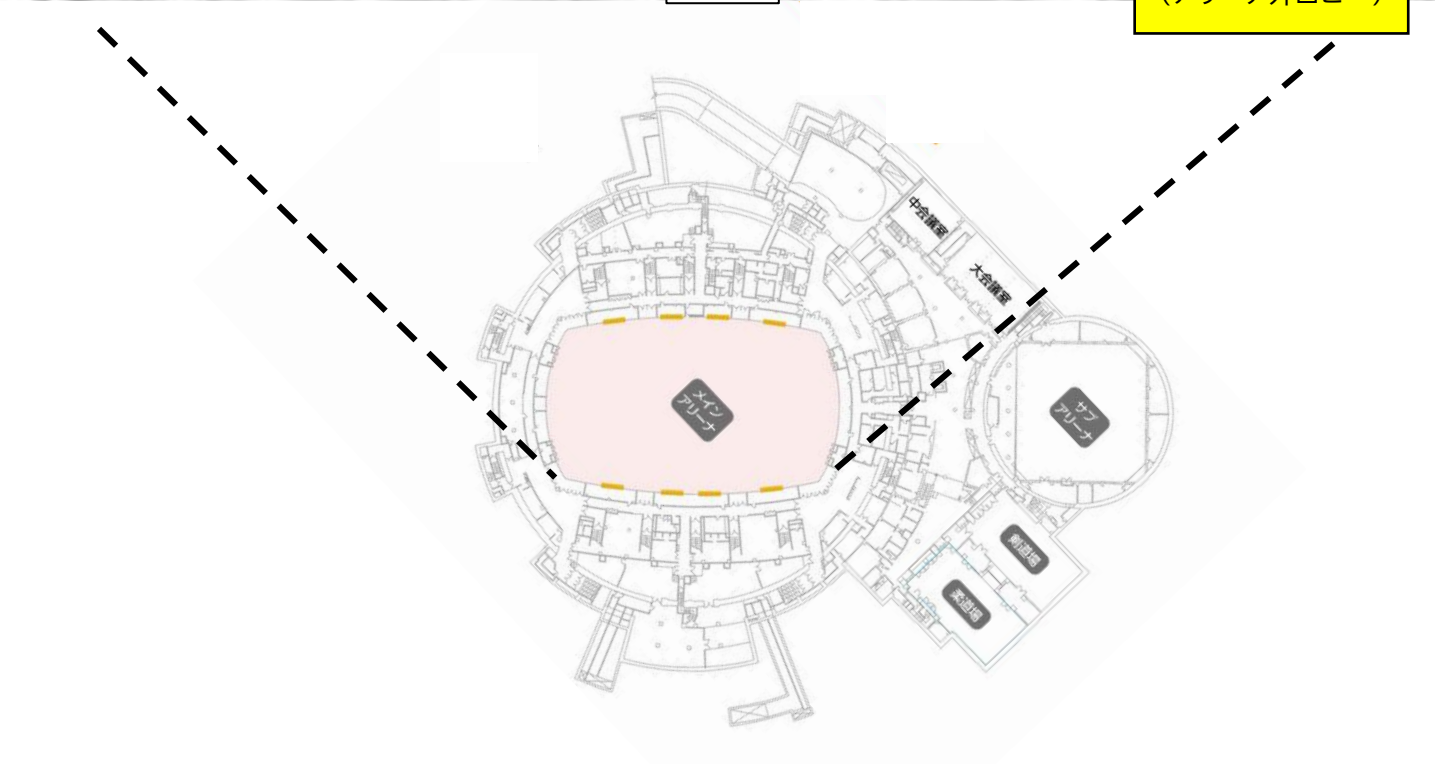 中会議室
大会議室
メイン
アリーナ
サブ
アリーナ
剣道場
柔道場